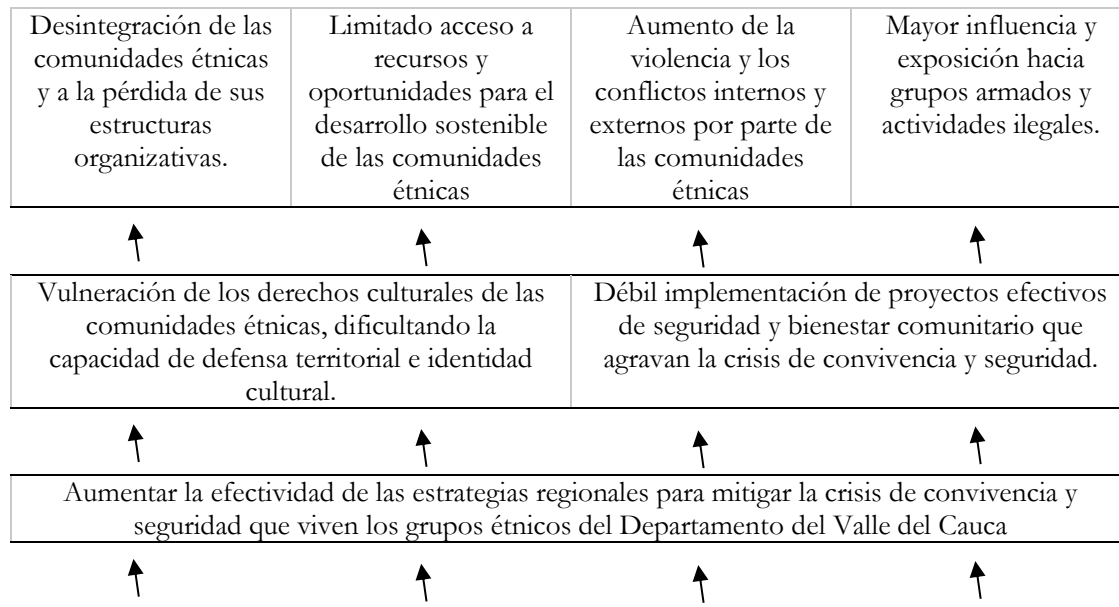 Desintegración de las
comunidades étnicas
y a la pérdida de sus
estructuras
organizativas.
Limitado acceso a
recursos y
oportunidades para el
desarrollo sostenible
de las comunidades
étnicas
Aumento de la
violencia y los
conflictos internos y
externos por parte de
las comunidades
étnicas
Mayor influencia y
exposición hacia
grupos armados y
actividades ilegales.
Vulneración de los derechos culturales de las
comunidades étnicas, dificultando la
capacidad de defensa territorial e identidad
cultural.
Débil implementación de proyectos efectivos
de seguridad y bienestar comunitario que
agravan la crisis de convivencia y seguridad.
Aumentar la efectividad de las estrategias regionales para mitigar la crisis de convivencia y
seguridad que viven los grupos étnicos del Departamento del Valle del Cauca